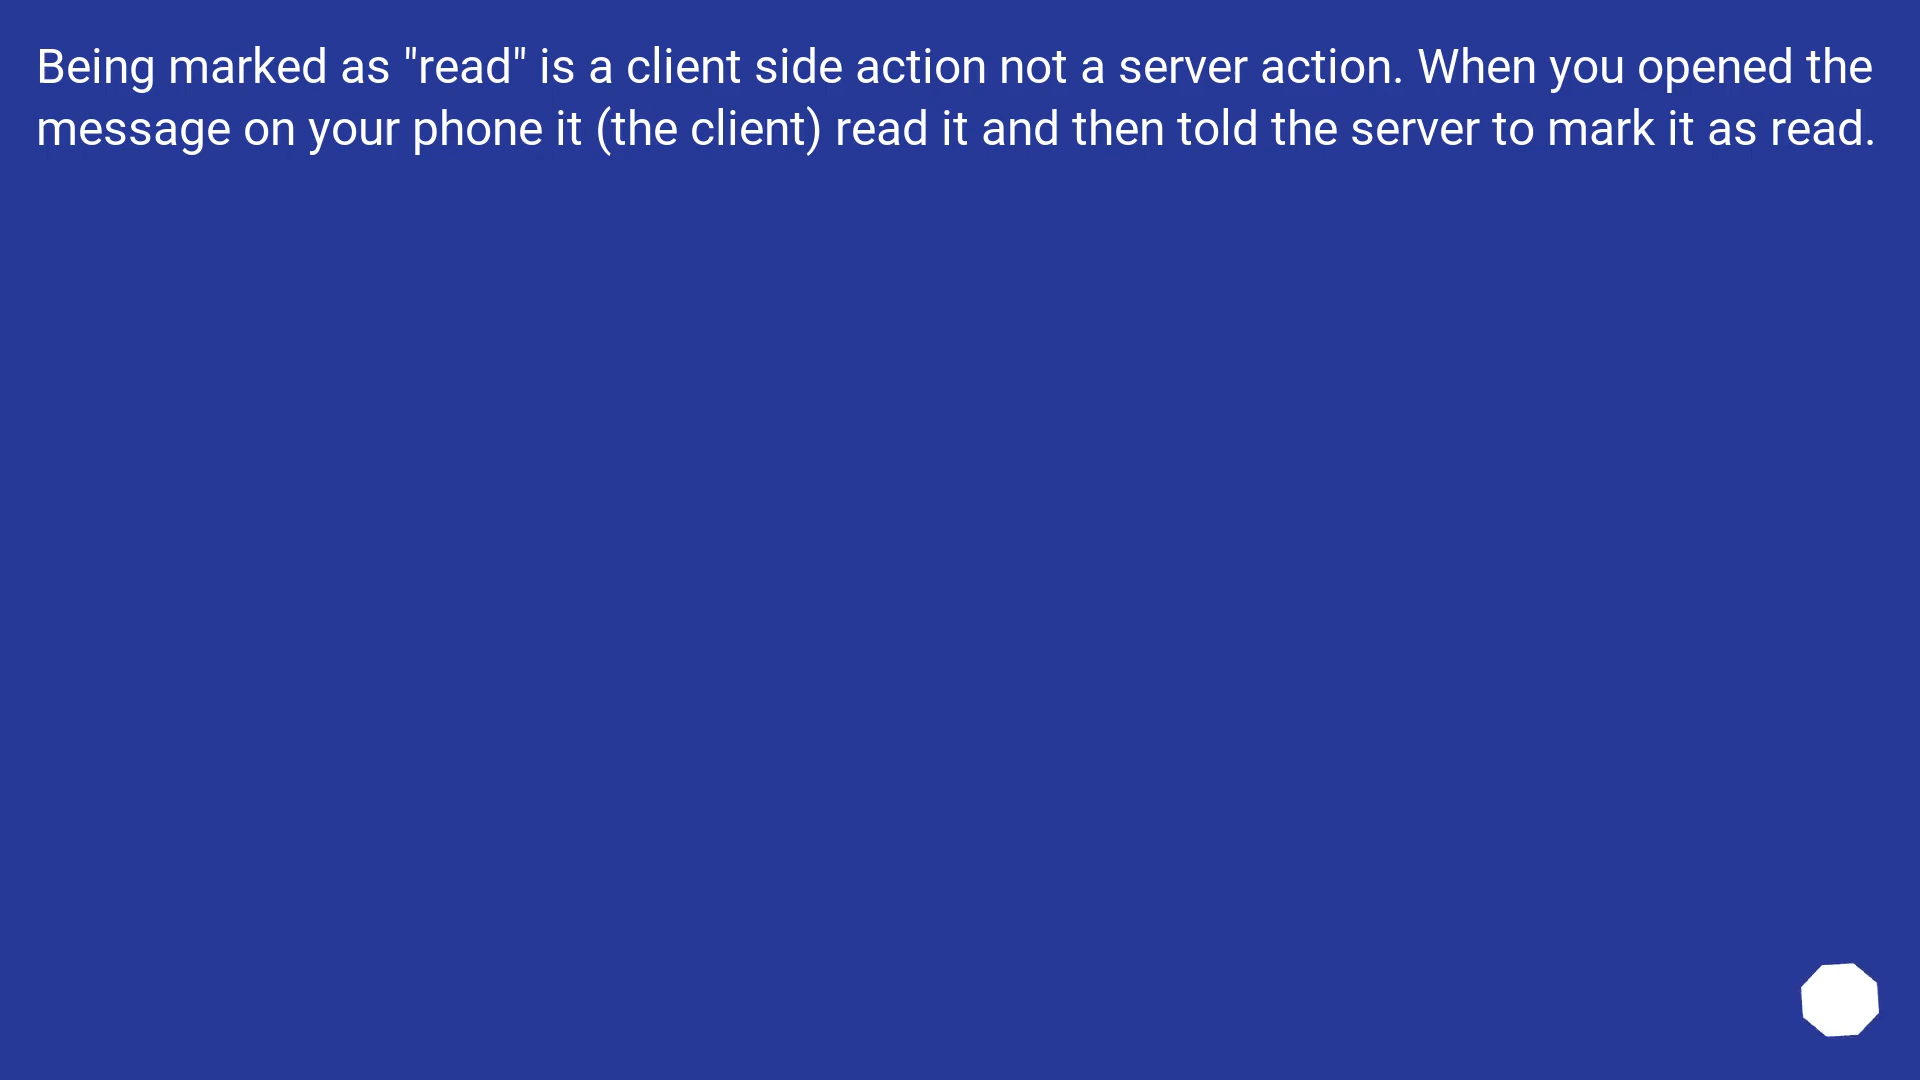 Being marked as "read" is a client side action not a server action. When you opened the
message on your phone it (the client) read it and then told the server to mark it as read.